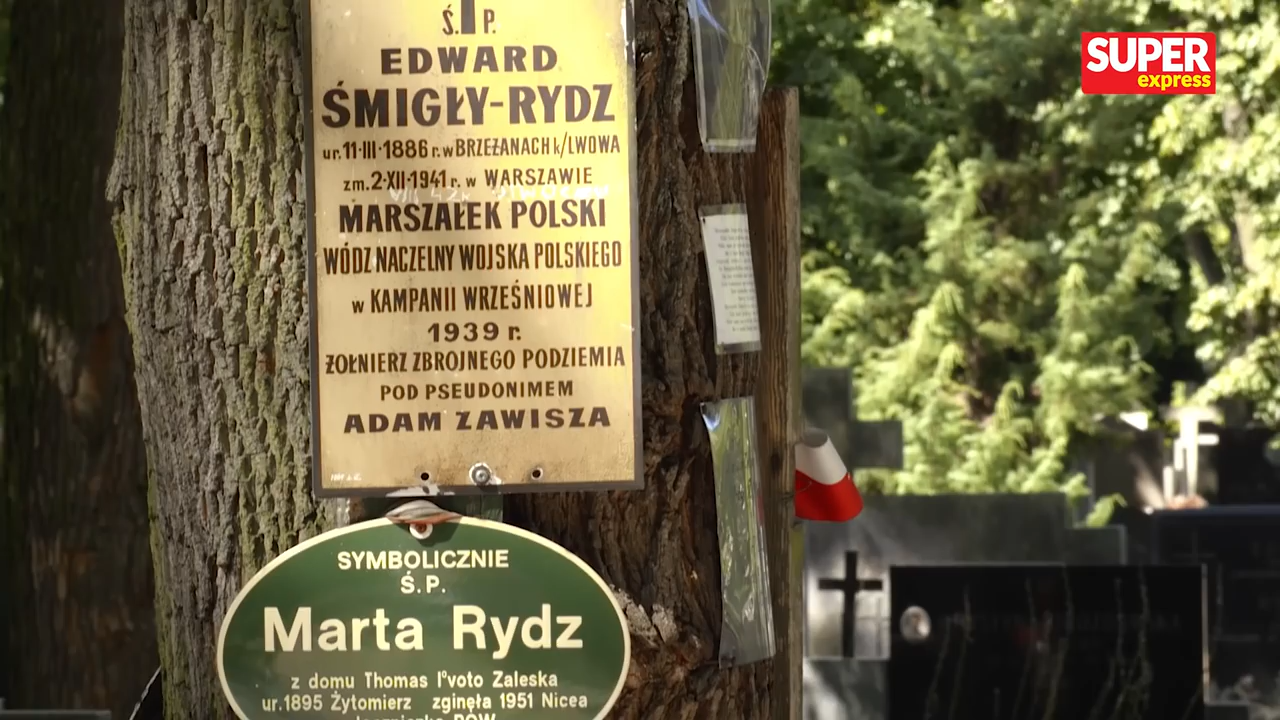 Ś. P.
EDWARD
ŚMIGŁY-RYDZ
ur. 11·III·1886 r. w BRZEŻANACH k/LWOWA
zm. 2·XII·1941 r. w WARSZAWIE
MARSZAŁEK POLSKI
WÓDZ NACZELNY WOJSKA POLSKIEGO
w KAMPANII WRZEŚNIOWEJ
1939 r.
ŻOŁNIERZ ZBROJNEGO PODZIEMIA
POD PSEUDONIMEM
ADAM ZAWISZA
SYMBOLICZNIE
Ś.P.
Marta Rydz
z domu Thomas I°voto Zaleska
ur. 1895 Żytomierz zginęła 1951 Nicea
łączniczka POW
SUPER
express